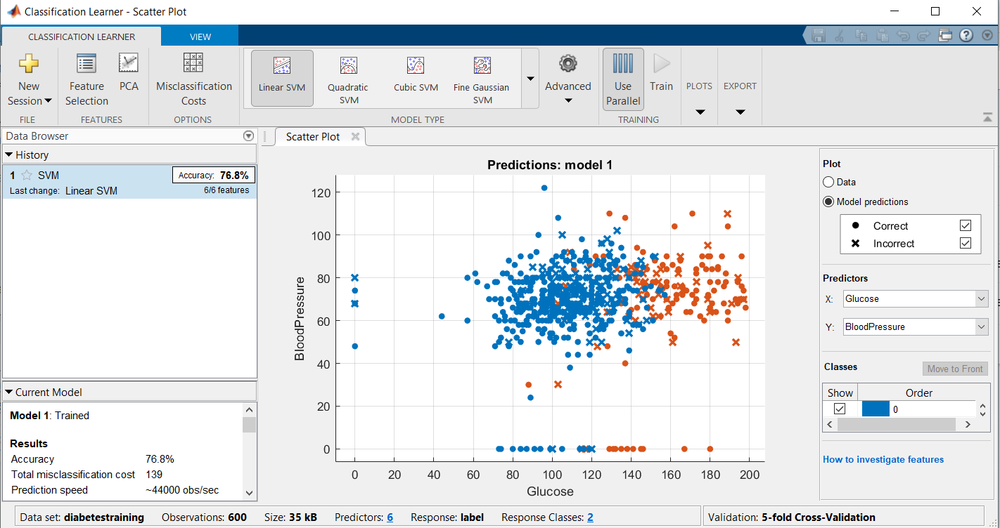 Classification Learner - Scatter Plot
CLASSIFICATION LEARNER VIEW
New Session
Feature Selection
PCA
Misclassification Costs
Linear SVM
Quadratic SVM
Cubic SVM
Fine Gaussian SVM
Advanced
Use Parallel
Train
PLOTS
EXPORT
FILE FEATURES OPTIONS MODEL TYPE TRAINING
Data Browser
History
1 SVM Accuracy: 76.8%
Last change: Linear SVM 6/6 features
Current Model
Model 1: Trained
Results
Accuracy 76.8%
Total misclassification cost 139
Prediction speed ~44000 obs/sec
Scatter Plot
Predictions: model 1
120
100
80
60
40
20
0
BloodPressure
0 20 40 60 80 100 120 140 160 180 200
Glucose
Plot
Data
Model predictions
Correct
Incorrect
Predictors
X: Glucose
Y: BloodPressure
Classes Move to Front
Show Order
0
How to investigate features
Data set: diabetestraining Observations: 600 Size: 35 kB Predictors: 6 Response: label Response Classes: 2 Validation: 5-fold Cross-Validation